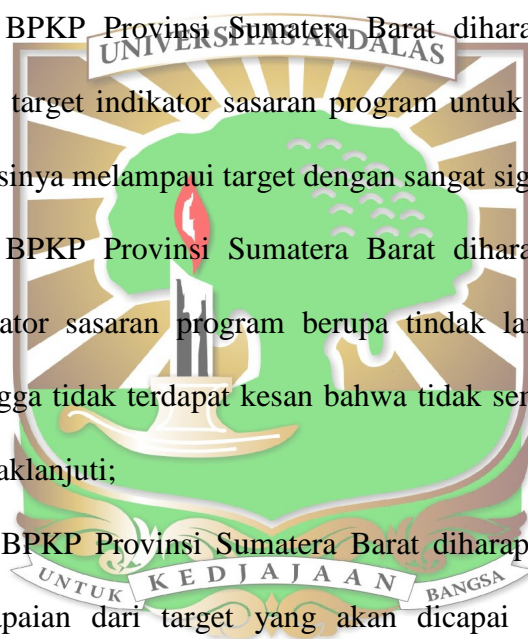 BPKP Provinsi Sumatera Barat dihara
UNIVERSITAS ANDALAS
target indikator sasaran program untuk
sinya melampaui target dengan sangat sig
BPKP Provinsi Sumatera Barat dihara
ator sasaran program berupa tindak la
gga tidak terdapat kesan bahwa tidak se
aklanjuti;
BPKP Provinsi Sumatera Barat diharap
UNTUK KEDJAJAAN BANGSA
apaian dari target yang akan dicapai